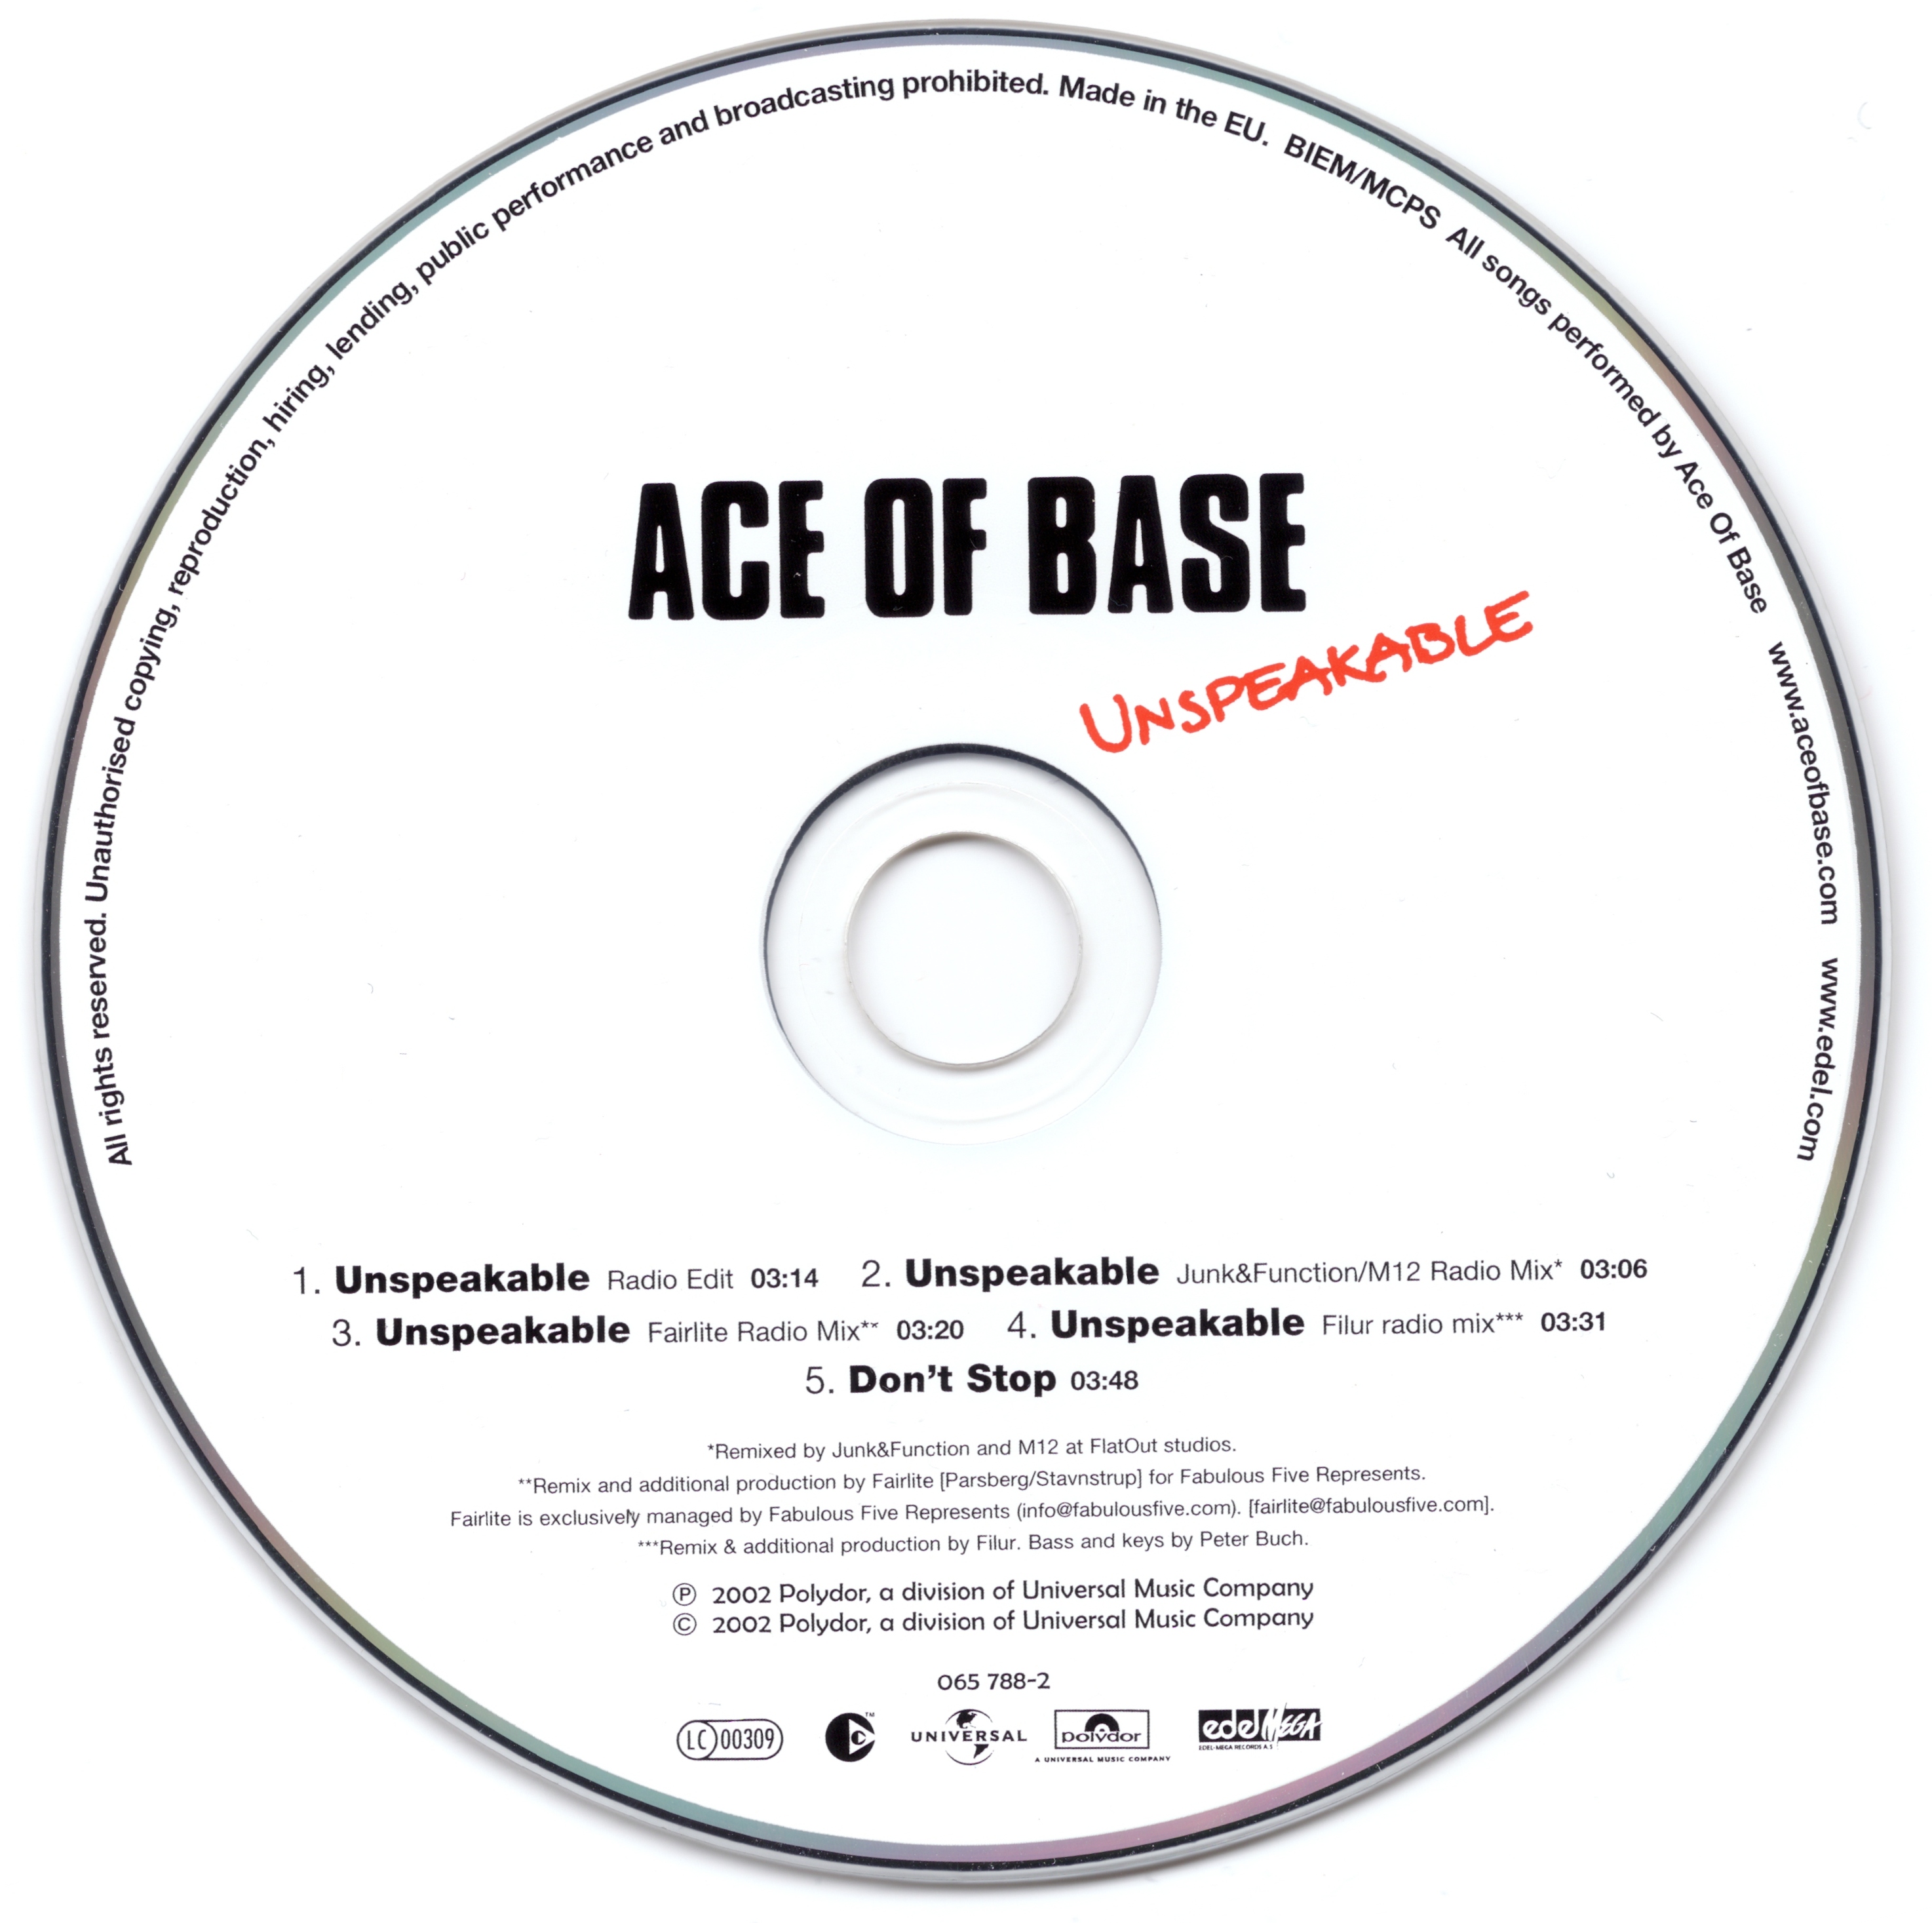 All rights reserved. Unauthorised copying, reproduction, hiring, lending, public performance and broadcasting prohibited. Made in the EU. BIEM/MCPS All songs performed by Ace Of Base www.aceofbase.com www.edel.com
ACE OF BASE
UNSPEAKABLE
1. Unspeakable Radio Edit 03:14 2. Unspeakable Junk&Function/M12 Radio Mix* 03:06
3. Unspeakable Fairlite Radio Mix** 03:20 4. Unspeakable Filur radio mix*** 03:31
5. Don't Stop 03:48
*Remixed by Junk&Function and M12 at FlatOut studios.
**Remix and additional production by Fairlite [Parsberg/Stavnstrup] for Fabulous Five Represents.
Fairlite is exclusively managed by Fabulous Five Represents (info@fabulousfive.com). [fairlite@fabulousfive.com].
***Remix & additional production by Filur. Bass and keys by Peter Buch.
Ⓟ 2002 Polydor, a division of Universal Music Company
© 2002 Polydor, a division of Universal Music Company
065 788-2
LC 00309 C ™ UNIVERSAL polydor edel MEGA
A UNIVERSAL MUSIC COMPANY EDEL-MEGA RECORDS A.S